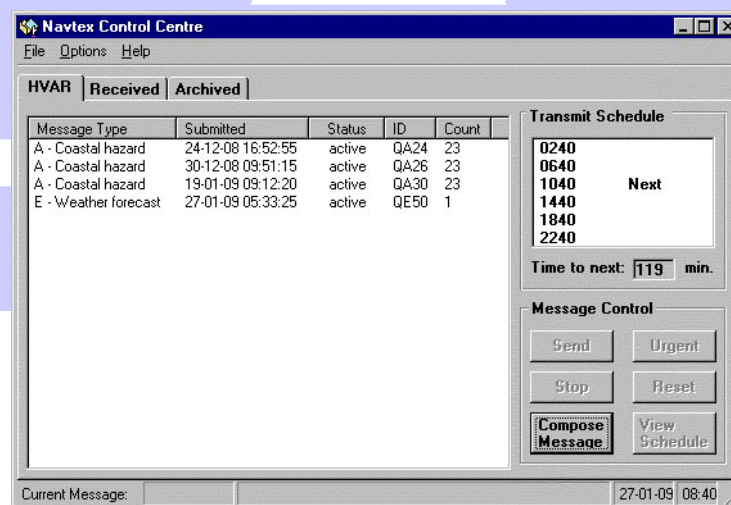 Navtex Control Centre
File Options Help
HVAR Received Archived
Message Type Submitted Status ID Count
A - Coastal hazard 24-12-08 16:52:55 active QA24 23
A - Coastal hazard 30-12-08 09:51:15 active QA26 23
A - Coastal hazard 19-01-09 09:12:20 active QA30 23
E - Weather forecast 27-01-09 05:33:25 active QE50 1
Transmit Schedule
0240
0640
1040 Next
1440
1840
2240
Time to next: 119 min.
Message Control
Send Urgent
Stop Reset
Compose Message
View Schedule
Current Message: 27-01-09 08:40